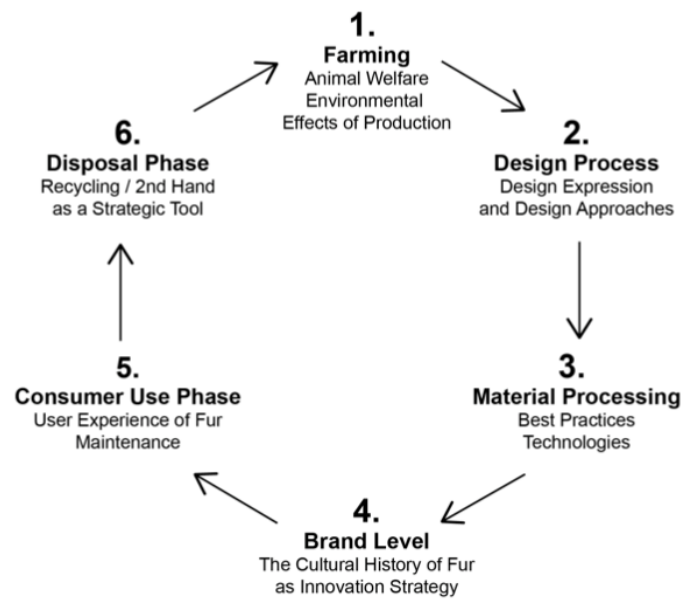 1.
Farming
Animal Welfare
Environmental
Effects of Production
2.
Design Process
Design Expression
and Design Approaches
3.
Material Processing
Best Practices
Technologies
4.
Brand Level
The Cultural History of Fur
as Innovation Strategy
5.
Consumer Use Phase
User Experience of Fur
Maintenance
6.
Disposal Phase
Recycling / 2nd Hand
as a Strategic Tool